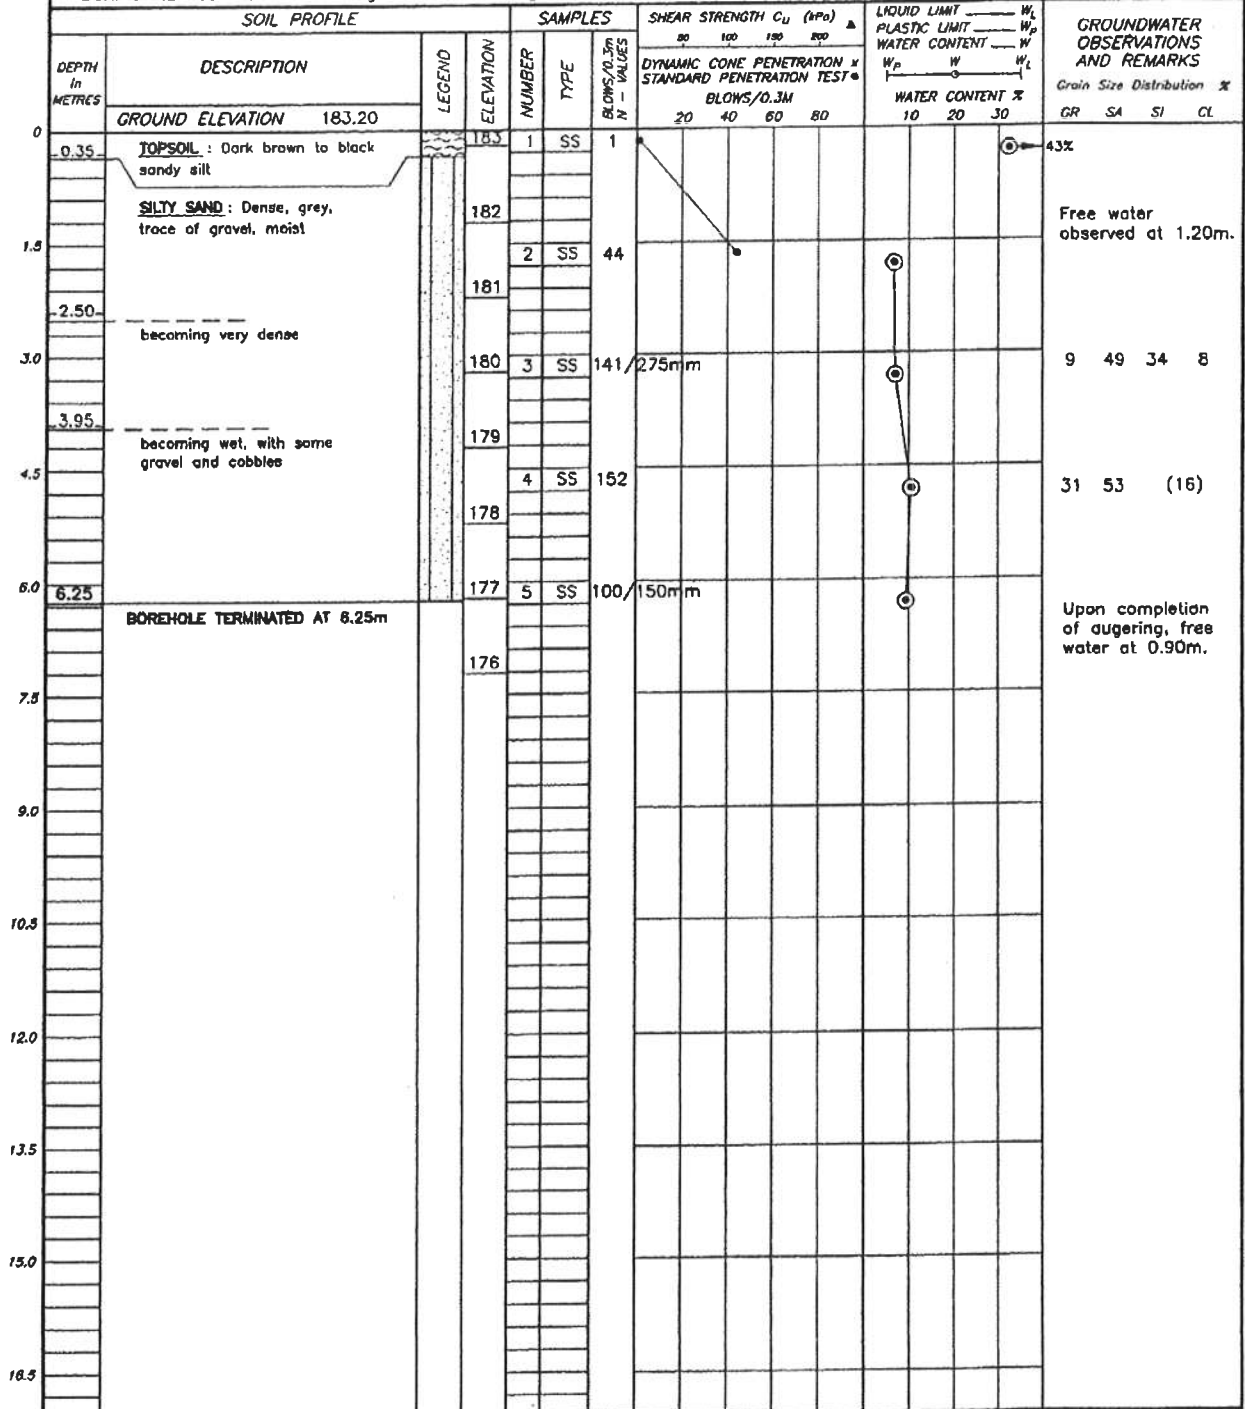 SOIL PROFILE
SAMPLES
SHEAR STRENGTH Cu (kPa) ▲
50 100 150 200
DYNAMIC CONE PENETRATION x
STANDARD PENETRATION TEST ●
BLOWS/0.3M
20 40 60 80
LIQUID LIMIT WL
PLASTIC LIMIT Wp
WATER CONTENT W
Wp W WL
WATER CONTENT %
10 20 30
GROUNDWATER
OBSERVATIONS
AND REMARKS
Grain Size Distribution %
GR SA SI CL
DEPTH
in
METRES
DESCRIPTION
LEGEND
ELEVATION
NUMBER
TYPE
BLOWS/0.3m
N - VALUES
GROUND ELEVATION 183.20
0
0.35
TOPSOIL : Dark brown to black
sandy silt
183
1 SS 1
43%
SILTY SAND : Dense, grey,
trace of gravel, moist
182
Free water
observed at 1.20m.
1.5
2 SS 44
181
2.50
becoming very dense
3.0
180
3 SS 141/275mm
9 49 34 8
3.95
becoming wet, with some
gravel and cobbles
179
4.5
4 SS 152
31 53 (16)
178
6.0
6.25
177
5 SS 100/150mm
BOREHOLE TERMINATED AT 6.25m
Upon completion
of augering, free
water at 0.90m.
176
7.5
9.0
10.5
12.0
13.5
15.0
16.5